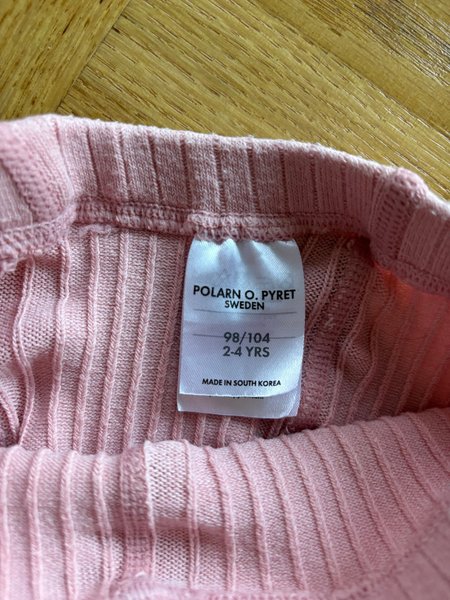 POLARN O. PYRET
SWEDEN
98/104
2-4 YRS
MADE IN SOUTH KOREA